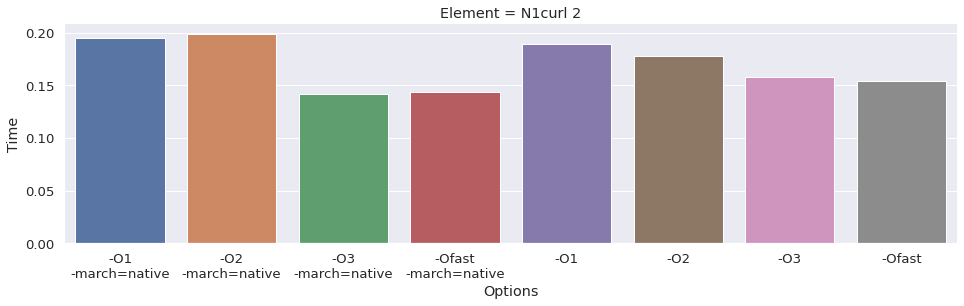 Element = N1curl 2
Time
0.20
0.15
0.10
0.05
0.00
-O1
-march=native
-O2
-march=native
-O3
-march=native
-Ofast
-march=native
-O1
-O2
-O3
-Ofast
Options